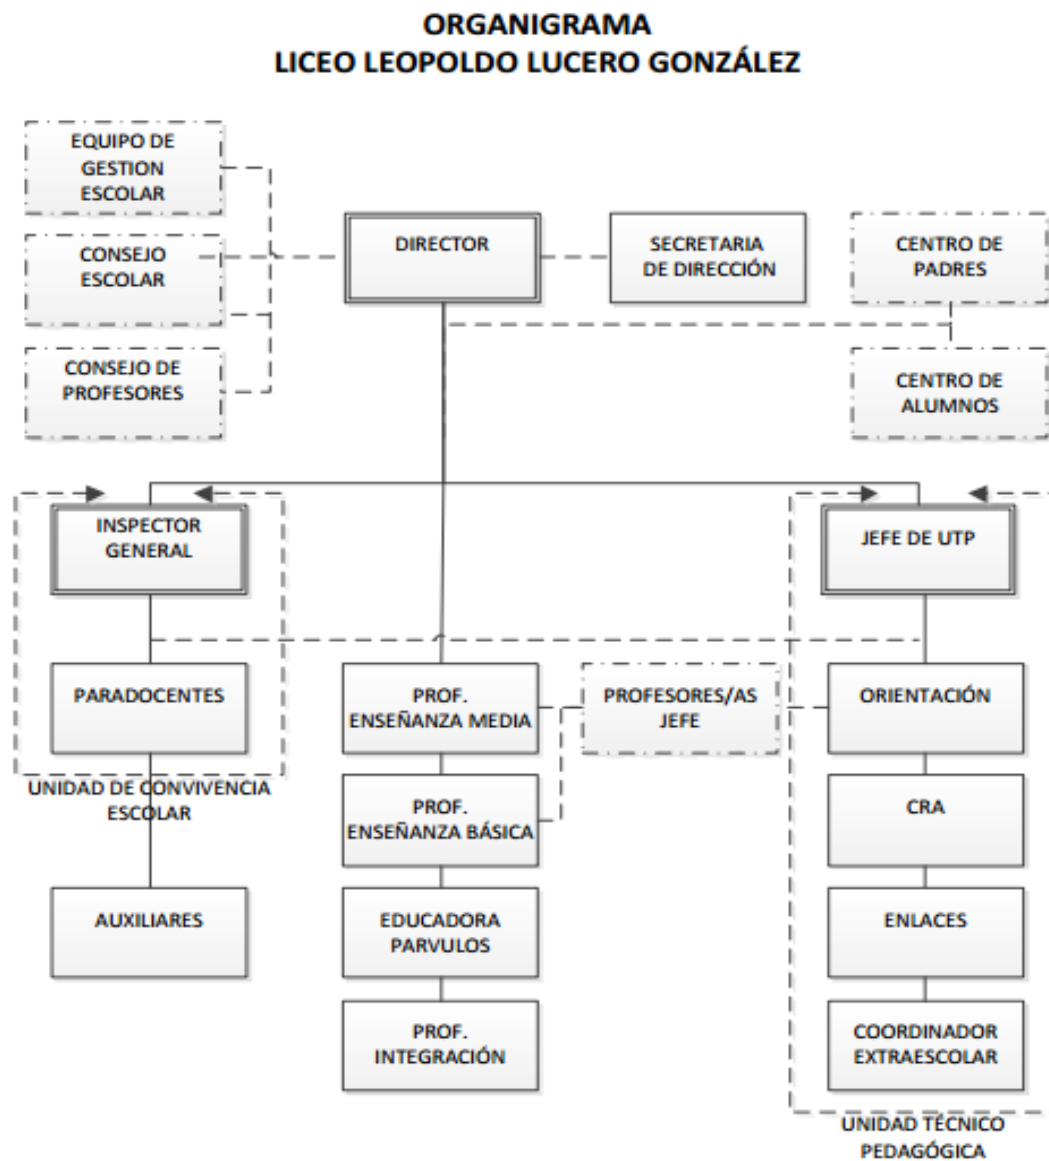 ORGANIGRAMA
LICEO LEOPOLDO LUCERO GONZÁLEZ
EQUIPO DE
GESTION
ESCOLAR
DIRECTOR
SECRETARIA
DE DIRECCIÓN
CENTRO DE
PADRES
CONSEJO
ESCOLAR
CONSEJO DE
PROFESORES
CENTRO DE
ALUMNOS
INSPECTOR
GENERAL
JEFE DE UTP
PARADOCENTES
PROF.
ENSEÑANZA MEDIA
PROFESORES/AS
JEFE
ORIENTACIÓN
UNIDAD DE CONVIVENCIA
ESCOLAR
PROF.
ENSEÑANZA BÁSICA
CRA
AUXILIARES
EDUCADORA
PARVULOS
ENLACES
PROF.
INTEGRACIÓN
COORDINADOR
EXTRAESCOLAR
UNIDAD TÉCNICO
PEDAGÓGICA